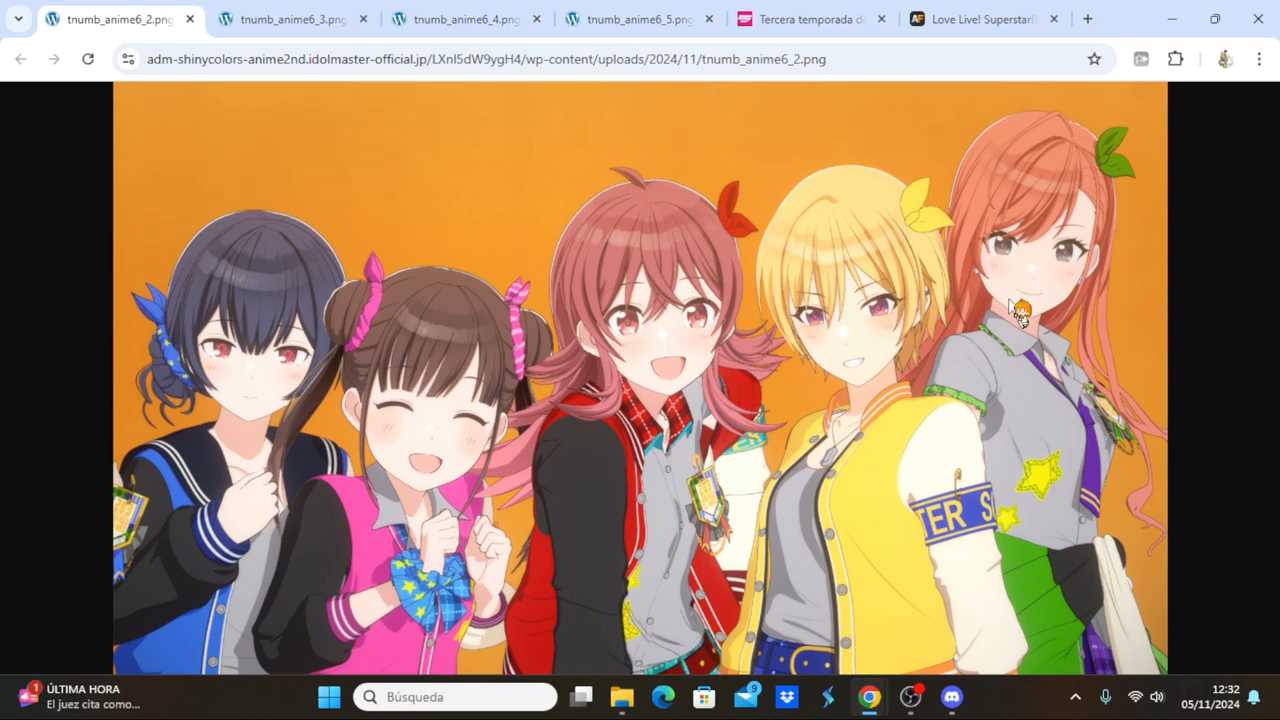 tnumb_anime6_2.png
tnumb_anime6_3.png
tnumb_anime6_4.png
tnumb_anime6_5.png
Tercera temporada d
Love Live! Superstar!
adm-shinycolors-anime2nd.idolmaster-official.jp/LXnI5dW9ygH4/wp-content/uploads/2024/11/tnumb_anime6_2.png
TER S
1
ÚLTIMA HORA
El juez cita como...
Búsqueda
9
12:32
05/11/2024